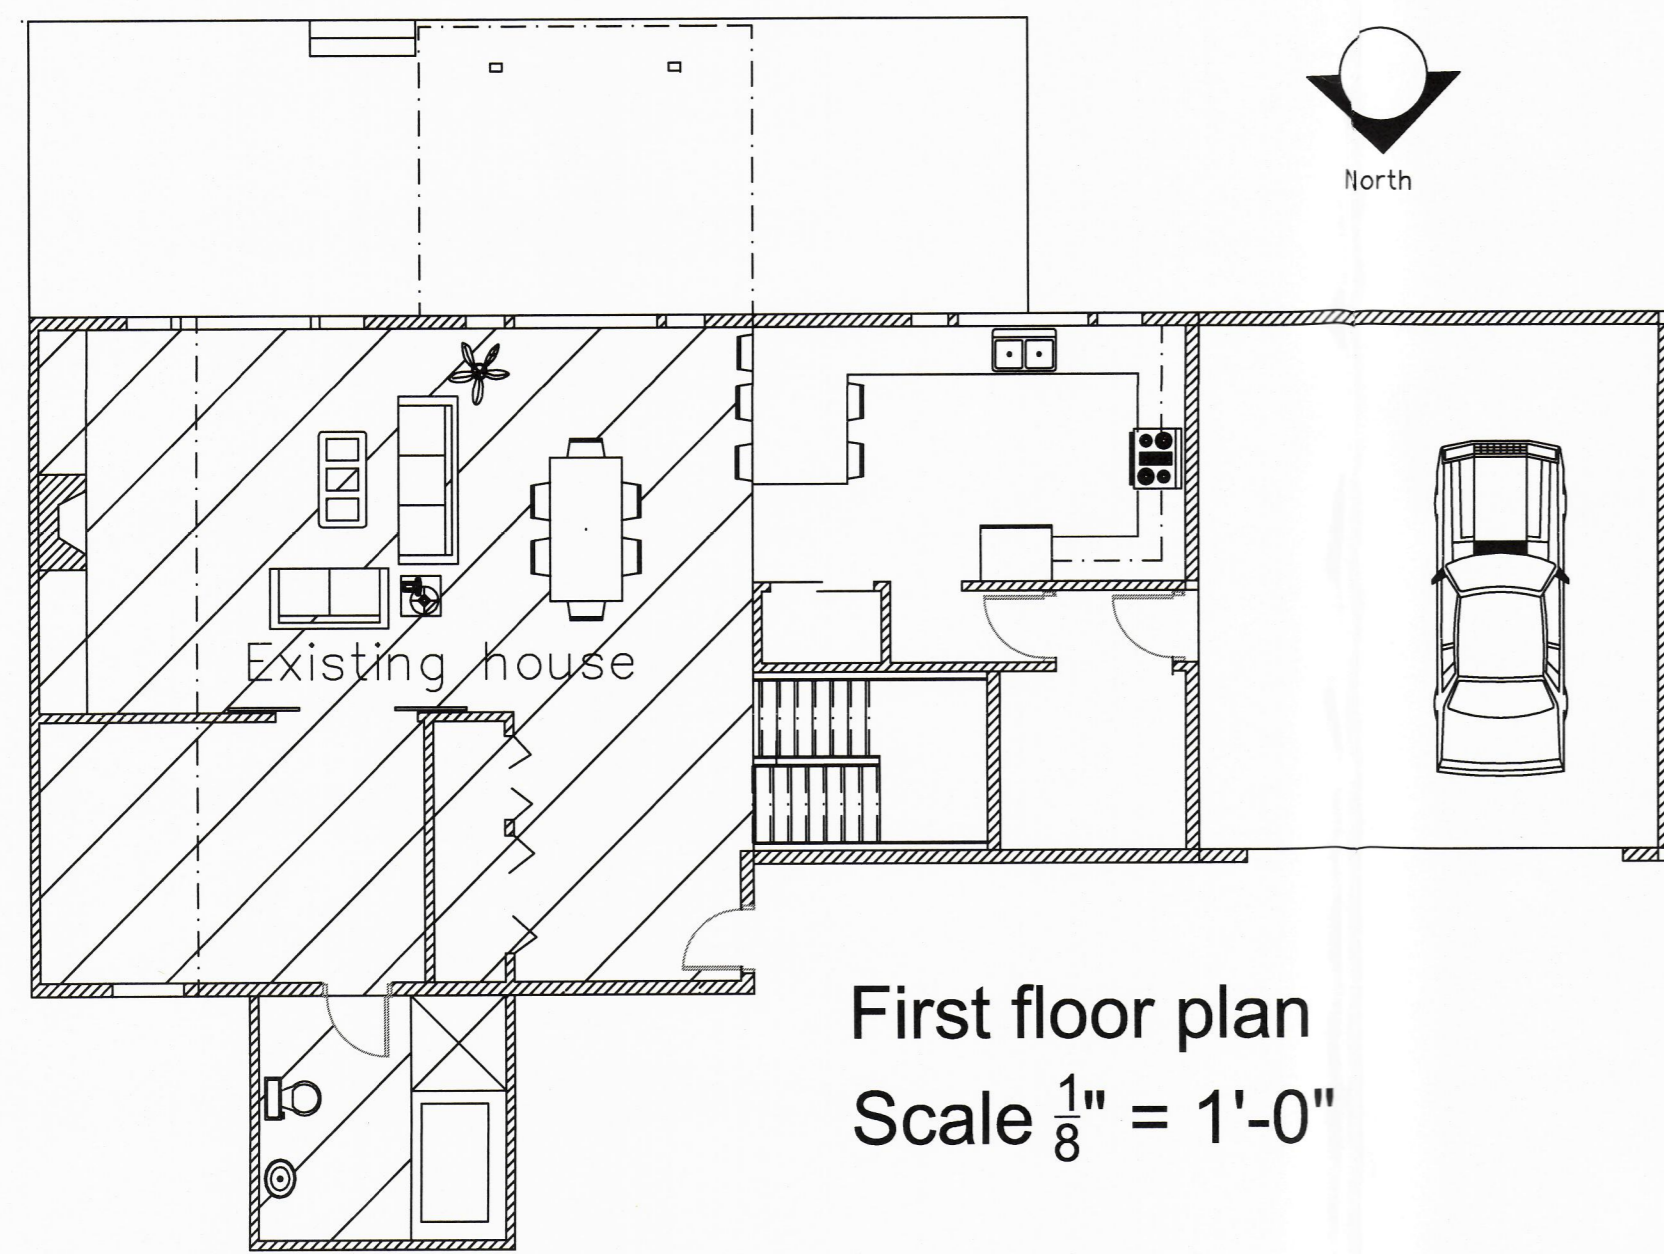 North
Existing house
First floor plan
Scale 1/8" = 1'-0"